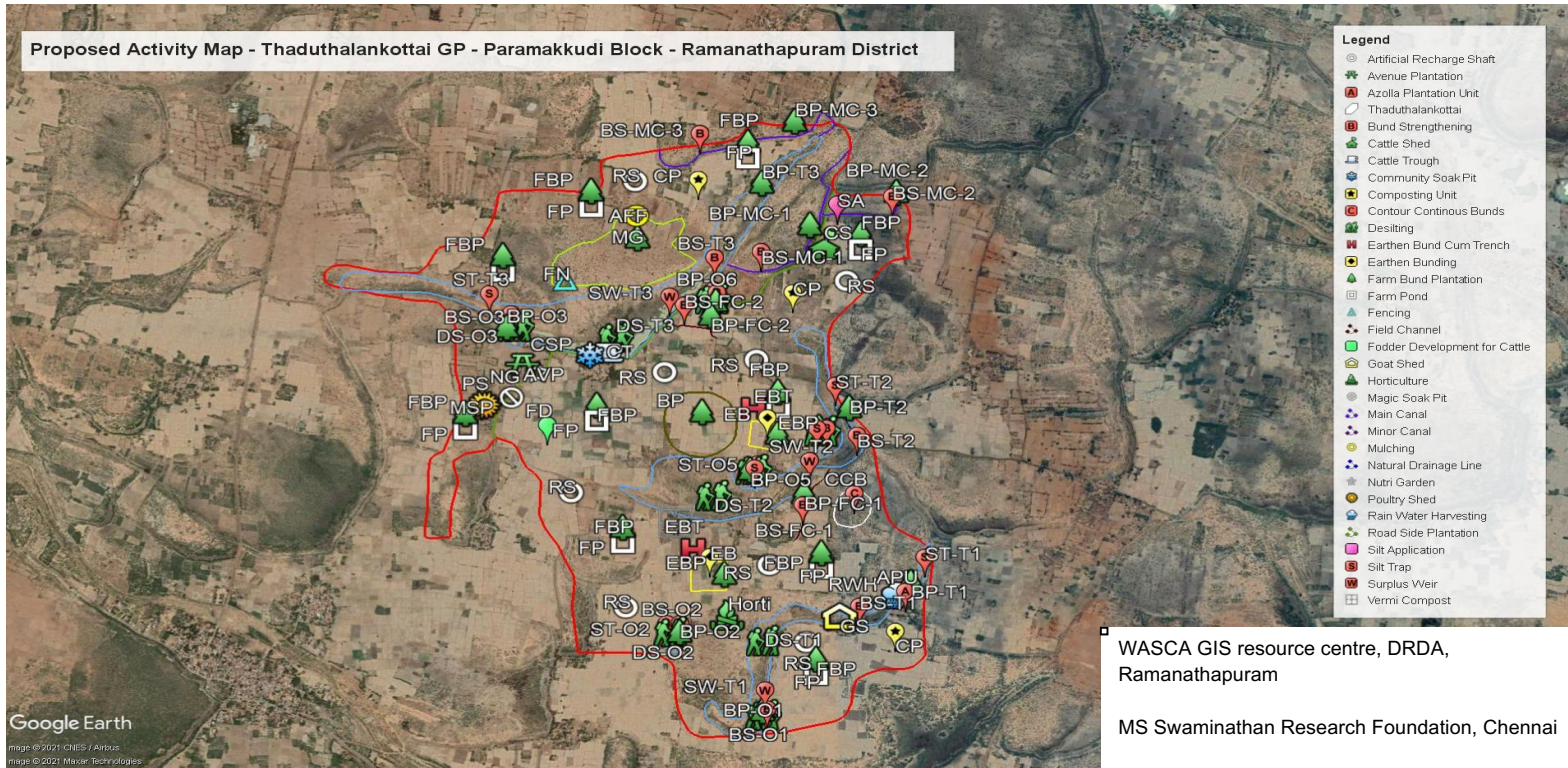 Proposed Activity Map - Thaduthalankottai GP - Paramakkudi Block - Ramanathapuram District
Legend
Artificial Recharge Shaft
Avenue Plantation
A Azolla Plantation Unit
Thaduthalankottai
B Bund Strengthening
Cattle Shed
Cattle Trough
Community Soak Pit
Composting Unit
C Contour Continous Bunds
Desilting
Earthen Bund Cum Trench
Earthen Bunding
Farm Bund Plantation
Farm Pond
Fencing
Field Channel
Fodder Development for Cattle
Goat Shed
Horticulture
Magic Soak Pit
Main Canal
Minor Canal
Mulching
Natural Drainage Line
Nutri Garden
Poultry Shed
Rain Water Harvesting
Road Side Plantation
Silt Application
S Silt Trap
W Surplus Weir
Vermi Compost
BP-MC-3
FBP
BS-MC-3
B
FP
RS
CP
BP-T3
BP-MC-2
BS-MC-2
FBP
FP
AFF
BP-MC-1
SA
FBP
MG
CS
FP
FBP
BS-T3
B
BS-MC-1
ST-T3
S
FN
SW-T3
W
BP-O6
CP
RS
BS-FC-2
BS-O3
BP-O3
DS-O3
DS-T3
BP-FC-2
CSP
CT
RS
FBP
NG
AVP
RS
ST-T2
PS
FBP
MSP
FP
FD
FP
FBP
BP
EBT
EB
EBP
BP-T2
S
B
SW-T2
BS-T2
W
ST-O5
S
BP-O5
CCB
C
RS
DS-T2
BP-FC-1
BS-FC-1
FBP
FP
EBT
EBP
EB
RS
FBP
FP
ST-T1
RWH
APU
A
BP-T1
BS-T1
RS
BS-O2
Horti
ST-O2
BP-O2
DS-O2
GS
DS-T1
CP
RS
FBP
FP
SW-T1
W
BP-O1
BS-O1
Google Earth
mage © 2021 CNES / Airbus
mage © 2021 Maxar Technologies
WASCA GIS resource centre, DRDA,
Ramanathapuram
MS Swaminathan Research Foundation, Chennai